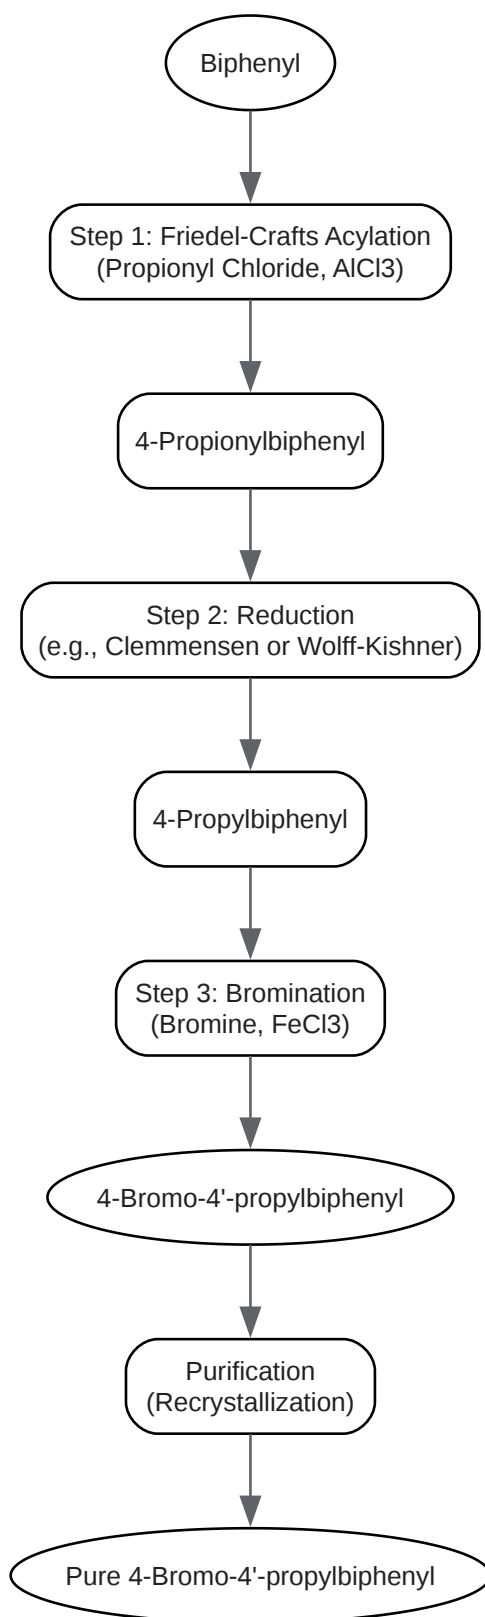 Biphenyl
Step 1: Friedel-Crafts Acylation
(Propionyl Chloride, AlCl3)
4-Propionylbiphenyl
Step 2: Reduction
(e.g., Clemmensen or Wolff-Kishner)
4-Propylbiphenyl
Step 3: Bromination
(Bromine, FeCl3)
4-Bromo-4'-propylbiphenyl
Purification
(Recrystallization)
Pure 4-Bromo-4'-propylbiphenyl